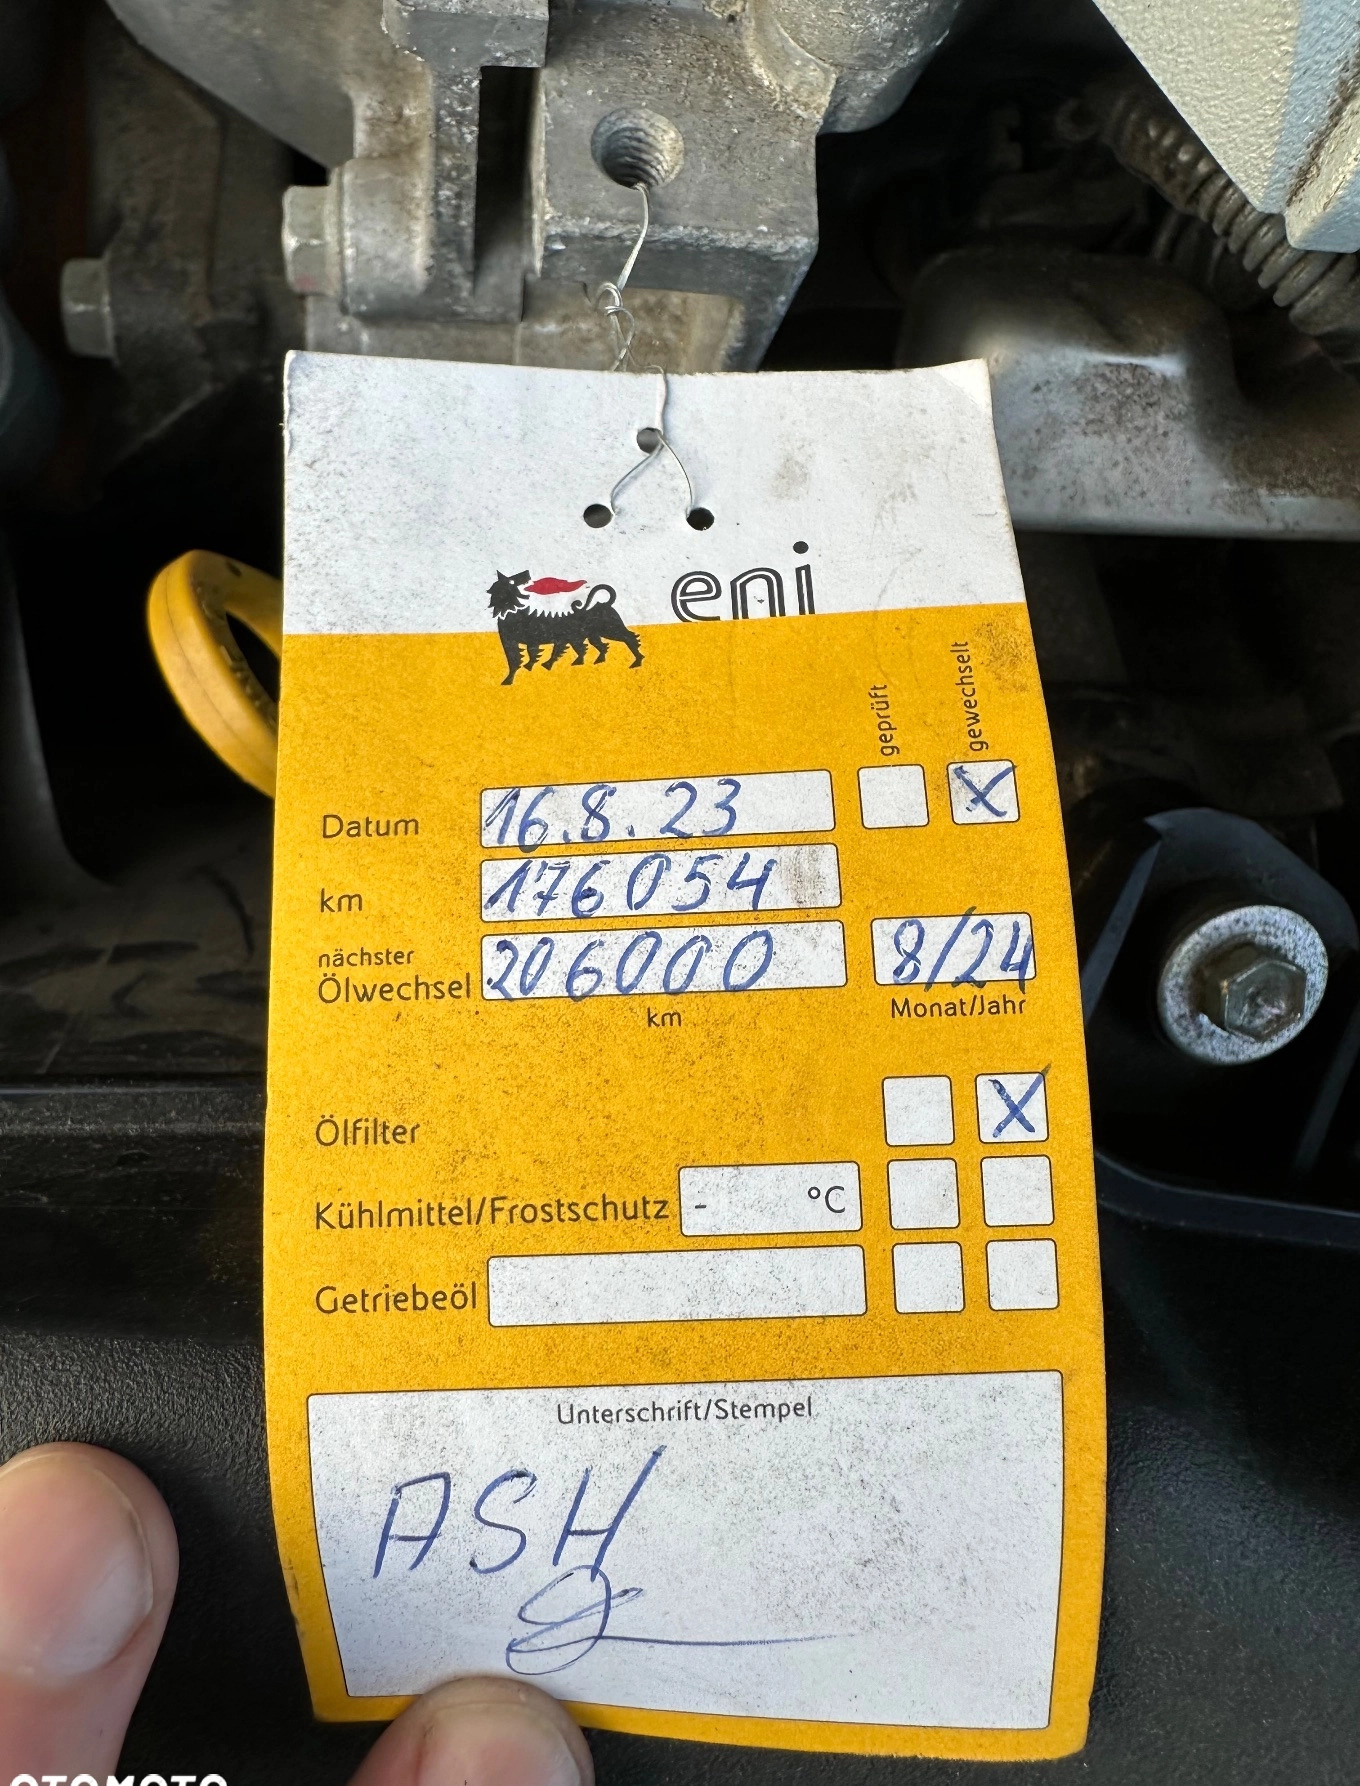 eni
geprüft
gewechselt
Datum 16.8.23 X
km 176054
nächster
Ölwechsel 206000 8/24
km Monat/Jahr
Ölfilter X
Kühlmittel/Frostschutz - °C
Getriebeöl
Unterschrift/Stempel
ASH
OTOMOTO